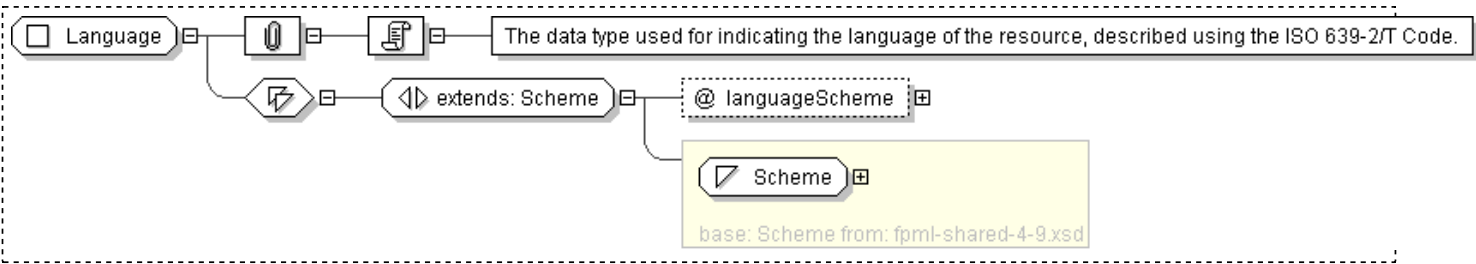 Language
The data type used for indicating the language of the resource, described using the ISO 639-2/T Code.
extends: Scheme
@ languageScheme
Scheme
base: Scheme from: fpml-shared-4-9.xsd